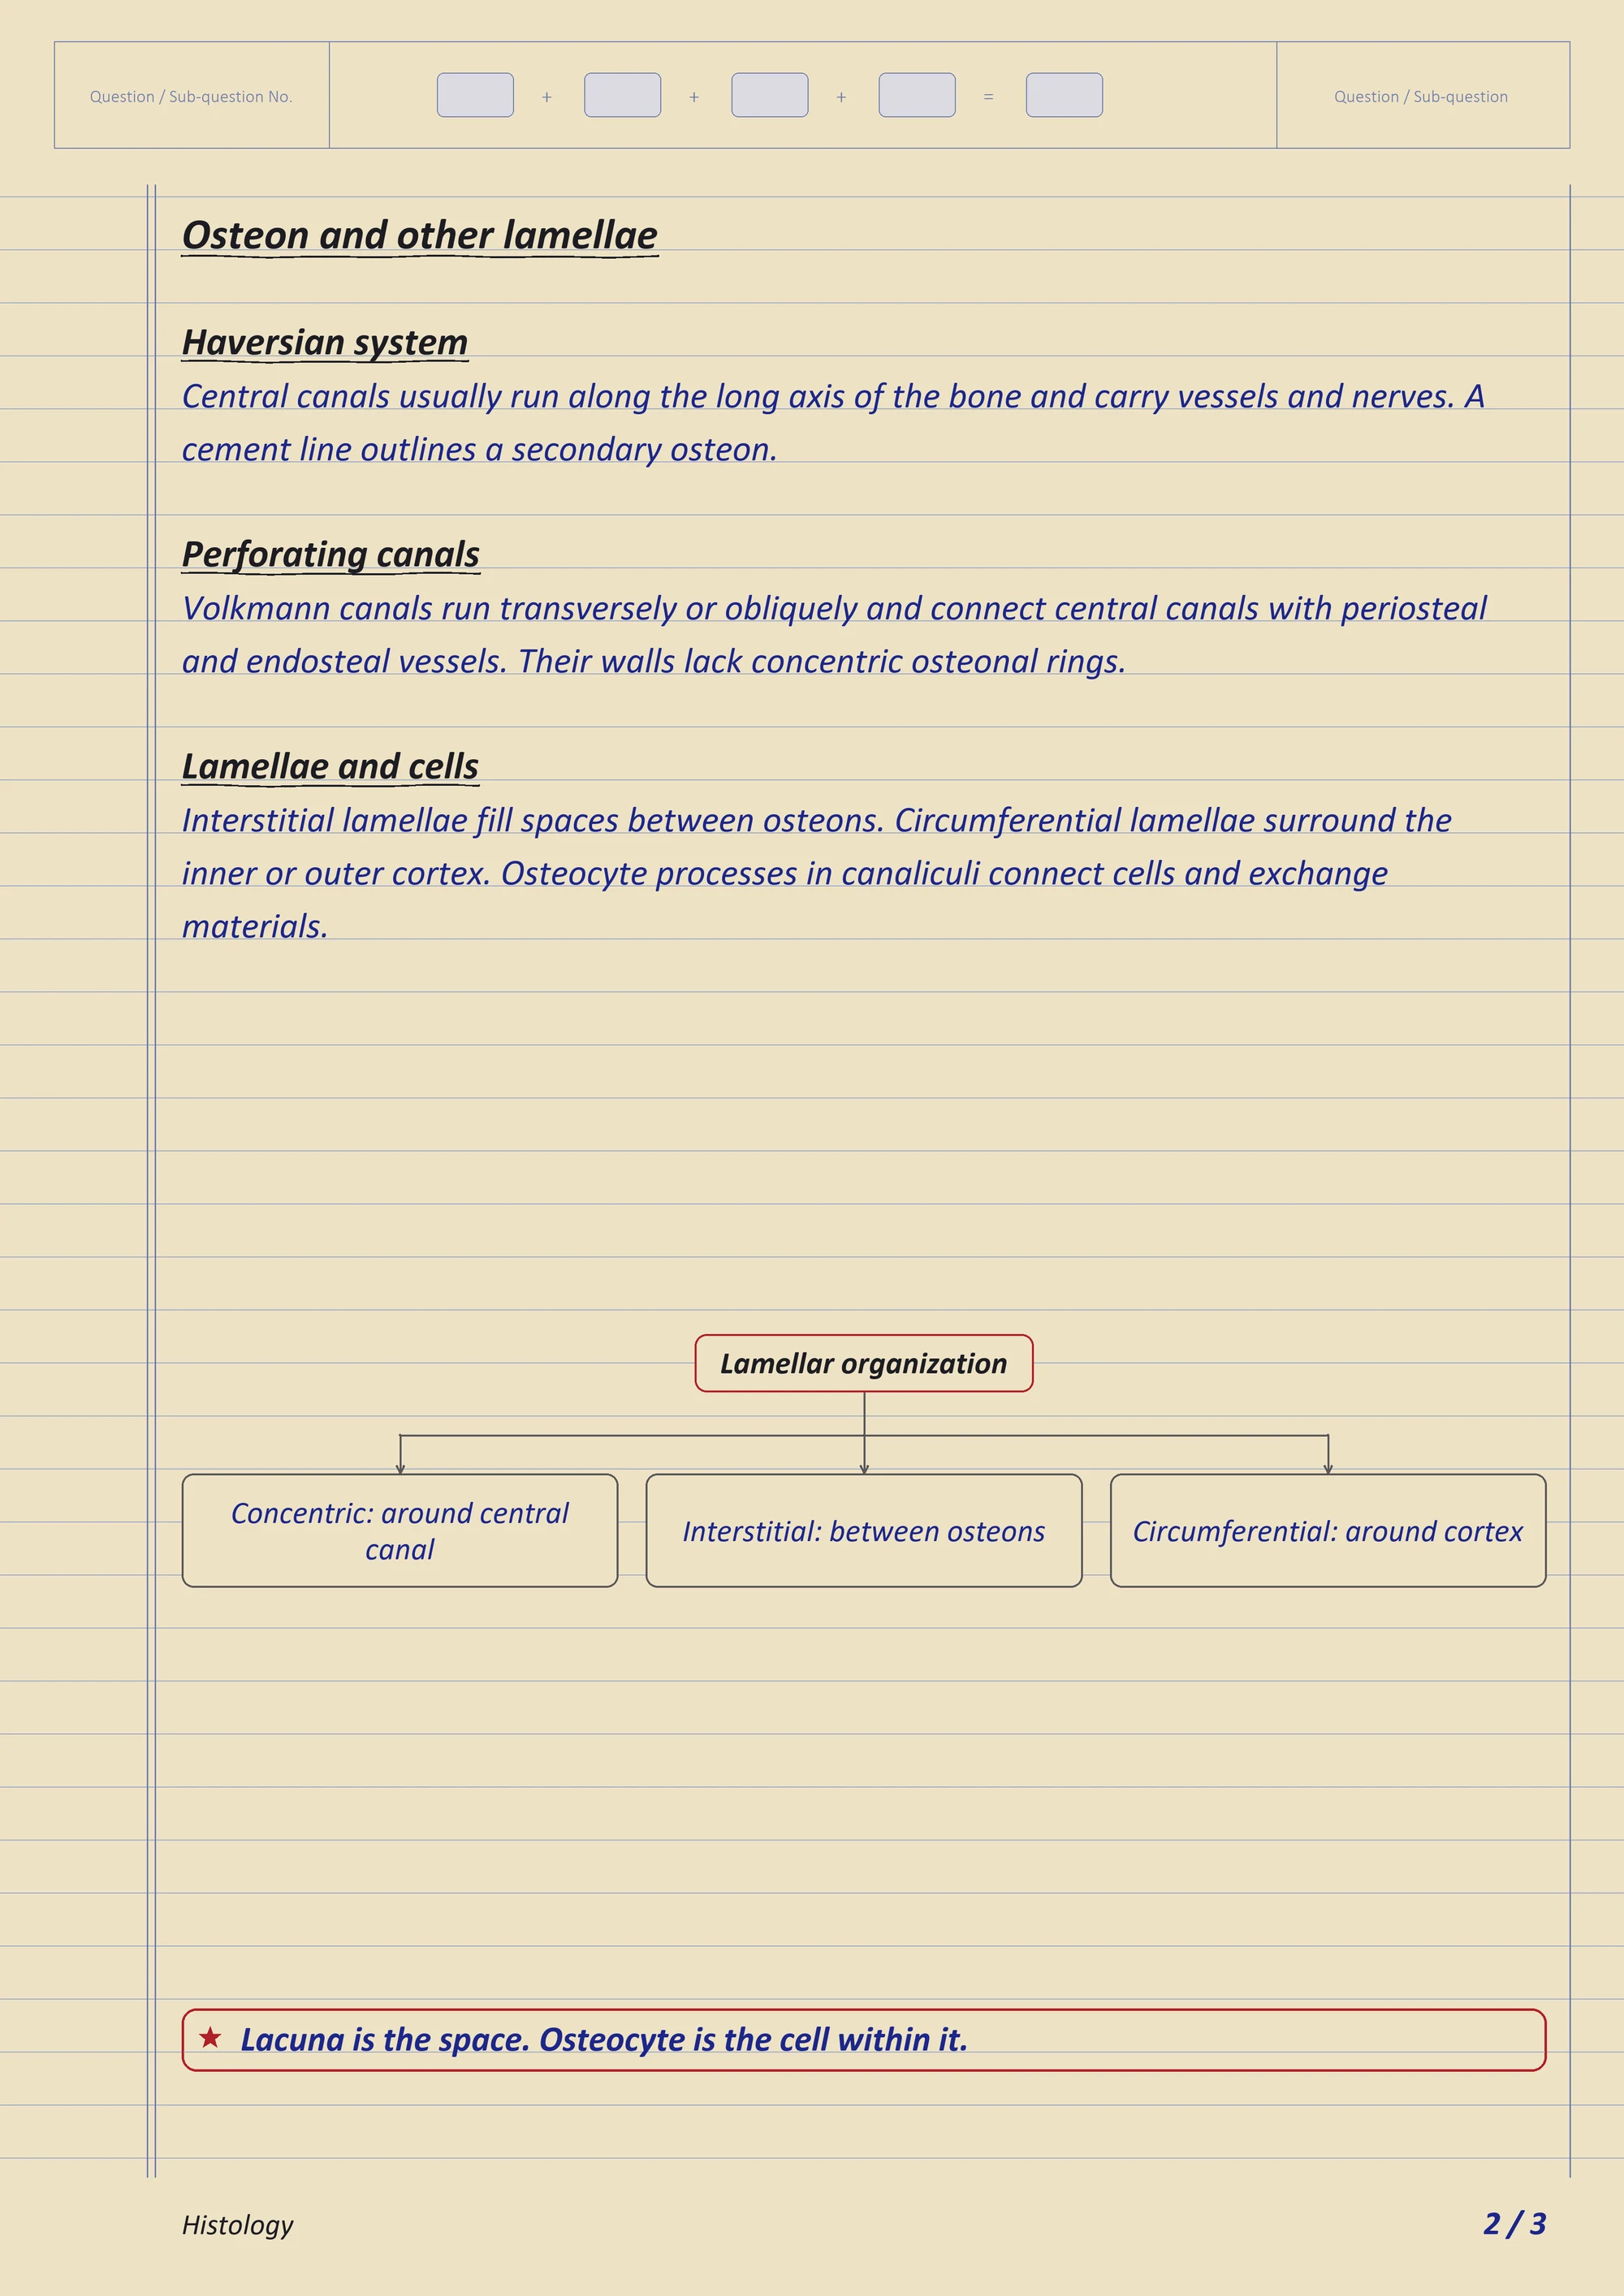 Question / Sub-question No.
+ + + =
Question / Sub-question
Osteon and other lamellae
Haversian system
Central canals usually run along the long axis of the bone and carry vessels and nerves. A
cement line outlines a secondary osteon.
Perforating canals
Volkmann canals run transversely or obliquely and connect central canals with periosteal
and endosteal vessels. Their walls lack concentric osteonal rings.
Lamellae and cells
Interstitial lamellae fill spaces between osteons. Circumferential lamellae surround the
inner or outer cortex. Osteocyte processes in canaliculi connect cells and exchange
materials.
Lamellar organization
Concentric: around central
canal
Interstitial: between osteons
Circumferential: around cortex
★ Lacuna is the space. Osteocyte is the cell within it.
Histology
2 / 3